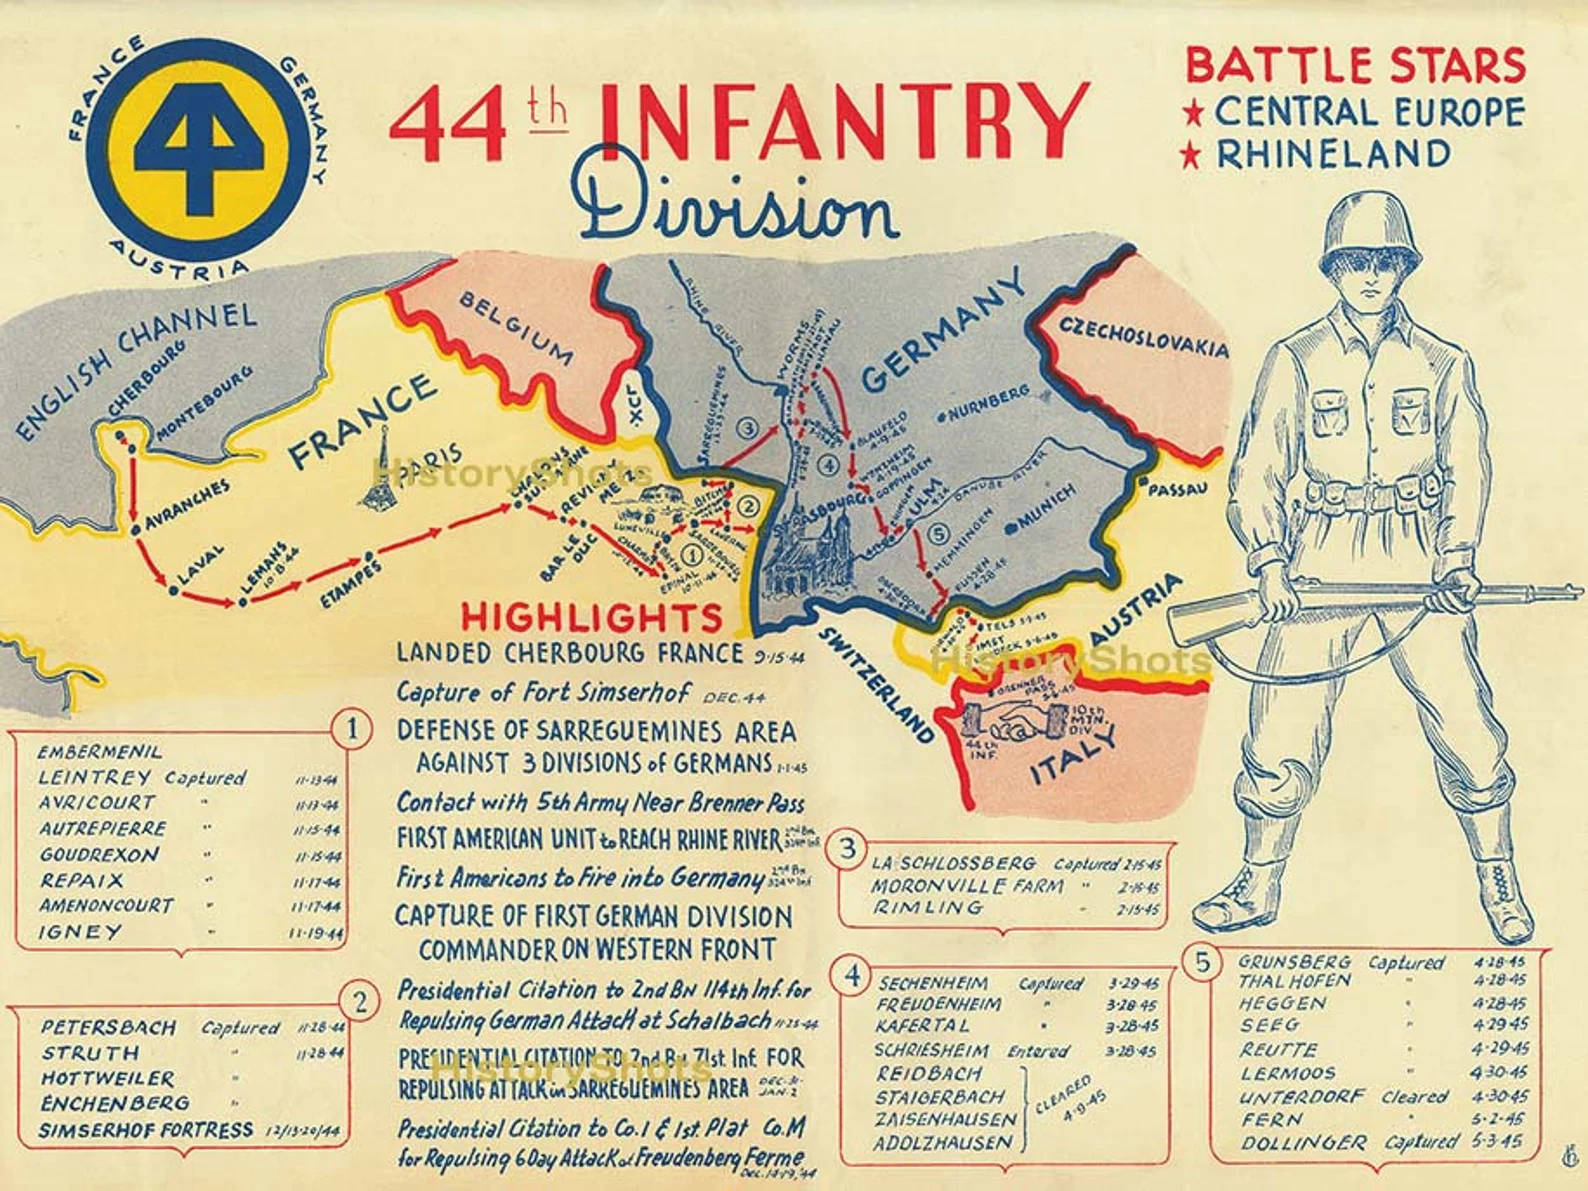 FRANCE
GERMANY
AUSTRIA
44
44th INFANTRY
Division
BATTLE STARS
★ CENTRAL EUROPE
★ RHINELAND
ENGLISH CHANNEL
CHERBOURG
MONTEBOURG
AVRANCHES
LAVAL
LEMANS
10-8-44
ETAMPES
FRANCE
PARIS
HistoryShots
BELGIUM
LUX.
CHALONS
SUR MARNE
REVIGNY
BAR LE
DUC
LUNEVILLE
CHARMES
EPINAL
10-11-44
SARREBOURG
BITCHE
SARREGUEMINES
RHINE RIVER
WORMS
HANAU
GERMANY
CZECHOSLOVAKIA
NURNBERG
BLAUFELD
GOPPINGEN
ULM
DANUBE RIVER
MUNICH
MEMMINGEN
FUSSEN
4-28-45
PASSAU
AUSTRIA
TELS
HistoryShots
SWITZERLAND
BRENNER
PASS
44th
INF.
10th
MTN.
DIV.
ITALY
1
2
3
4
5
HIGHLIGHTS
LANDED CHERBOURG FRANCE 9-15-44
Capture of Fort Simserhof DEC.44
DEFENSE OF SARREGUEMINES AREA
AGAINST 3 DIVISIONS of GERMANS 1-1-45
Contact with 5th Army Near Brenner Pass
FIRST AMERICAN UNIT to REACH RHINE RIVER 2nd Bn 324th Inf.
First Americans to Fire into Germany 2nd Bn 324th Inf
CAPTURE OF FIRST GERMAN DIVISION
COMMANDER ON WESTERN FRONT
Presidential Citation to 2nd BN 114th Inf. for
Repulsing German Attack at Schalbach 11-25-44
PRESIDENTIAL CITATION TO 2nd Bn 71st Inf. FOR
REPULSING ATTACK in SARREGUEMINES AREA DEC-31- JAN-2
HistoryShots
Presidential Citation to Co.I & 1st. Plat Co.M
for Repulsing 6 Day Attack at Freudenberg Ferme
DEC.14-19,'44
1
EMBERMENIL
LEINTREY Captured 11-13-44
AVRICOURT " 11-13-44
AUTREPIERRE " 11-15-44
GOUDREXON " 11-15-44
REPAIX " 11-17-44
AMENONCOURT " 11-17-44
IGNEY " 11-19-44
2
PETERSBACH Captured 11-28-44
STRUTH " 11-28-44
HOTTWEILER "
ENCHENBERG "
SIMSERHOF FORTRESS 12/13-20/44
3
LA SCHLOSSBERG Captured 2-15-45
MORONVILLE FARM " 2-15-45
RIMLING " 2-15-45
4
SECHENHEIM Captured 3-29-45
FREUDENHEIM " 3-28-45
KAFERTAL " 3-28-45
SCHRIESHEIM Entered 3-28-45
REIDBACH
STAIGERBACH
ZAISENHAUSEN
ADOLZHAUSEN
CLEARED
4-9-45
5
GRUNSBERG Captured 4-28-45
THALHOFEN " 4-28-45
HEGGEN " 4-28-45
SEEG " 4-29-45
REUTTE " 4-29-45
LERMOOS " 4-30-45
UNTERDORF Cleared 4-30-45
FERN " 5-2-45
DOLLINGER Captured 5-3-45